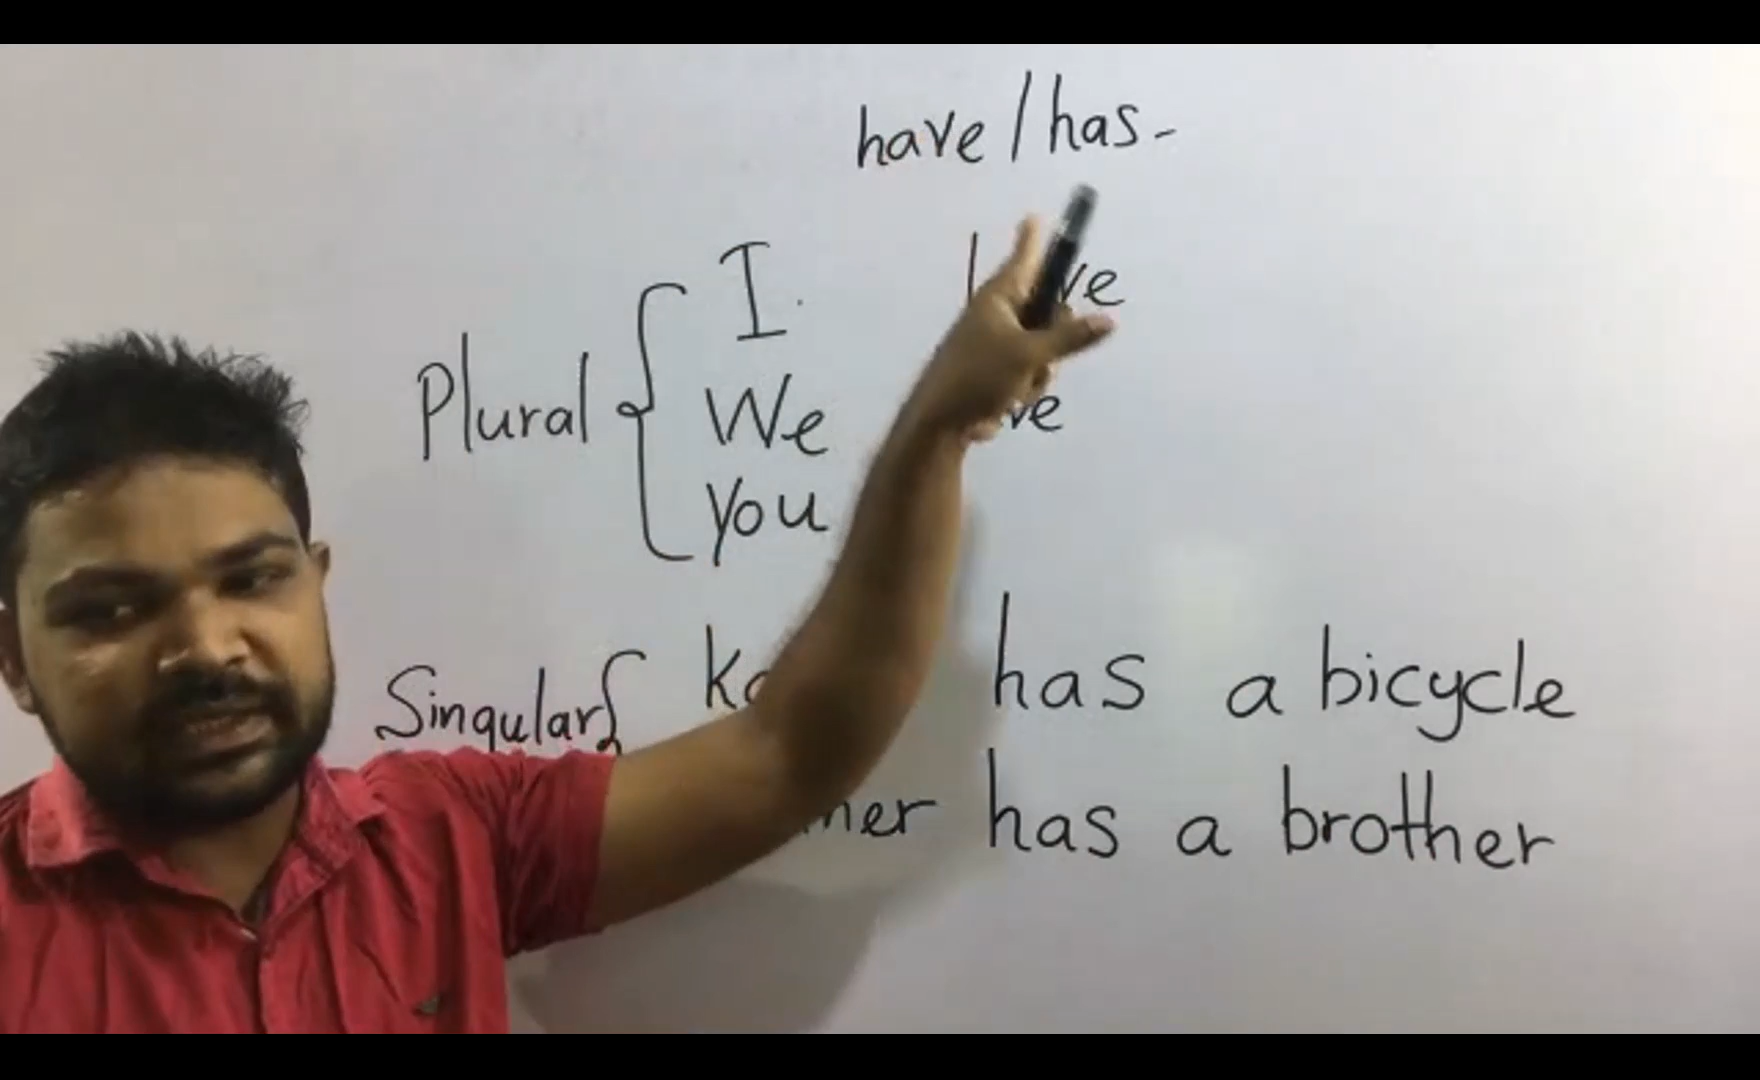 have / has -
I.
Plural We
You
Singular has a bicycle
has a brother